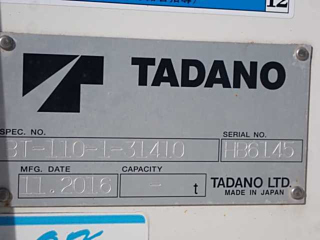 12
TADANO
SPEC. NO.
SERIAL NO.
BT-110-1-31410
HB6145
MFG. DATE
CAPACITY
11.2016
- t
TADANO LTD.
MADE IN JAPAN